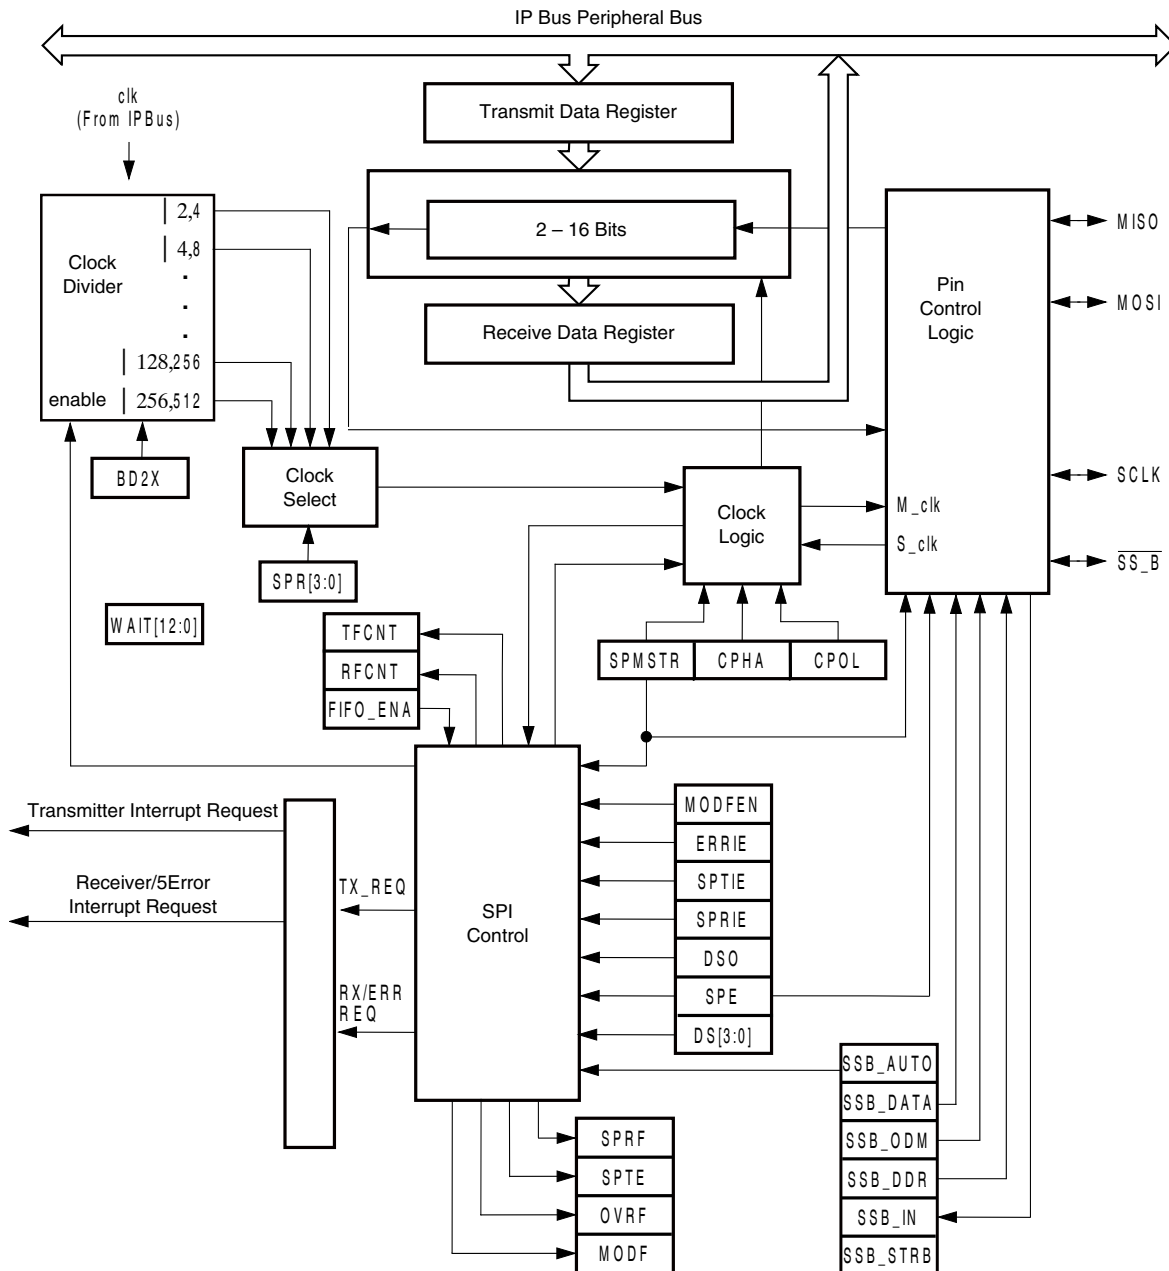 IP Bus Peripheral Bus
clk
(From IPBus)
Transmit Data Register
2 – 16 Bits
Receive Data Register
Clock
Divider
| 2,4
| 4,8
.
.
.
| 128,256
enable | 256,512
BD2X
Clock
Select
SPR[3:0]
WAIT[12:0]
Pin
Control
Logic
MISO
MOSI
SCLK
SS_B
M_clk
S_clk
Clock
Logic
SPMSTR CPHA CPOL
TFCNT
RFCNT
FIFO_ENA
Transmitter Interrupt Request
Receiver/5Error
Interrupt Request
TX_REQ
RX/ERR
REQ
SPI
Control
MODFEN
ERRIE
SPTIE
SPRIE
DSO
SPE
DS[3:0]
SSB_AUTO
SSB_DATA
SSB_ODM
SSB_DDR
SSB_IN
SSB_STRB
SPRF
SPTE
OVRF
MODF